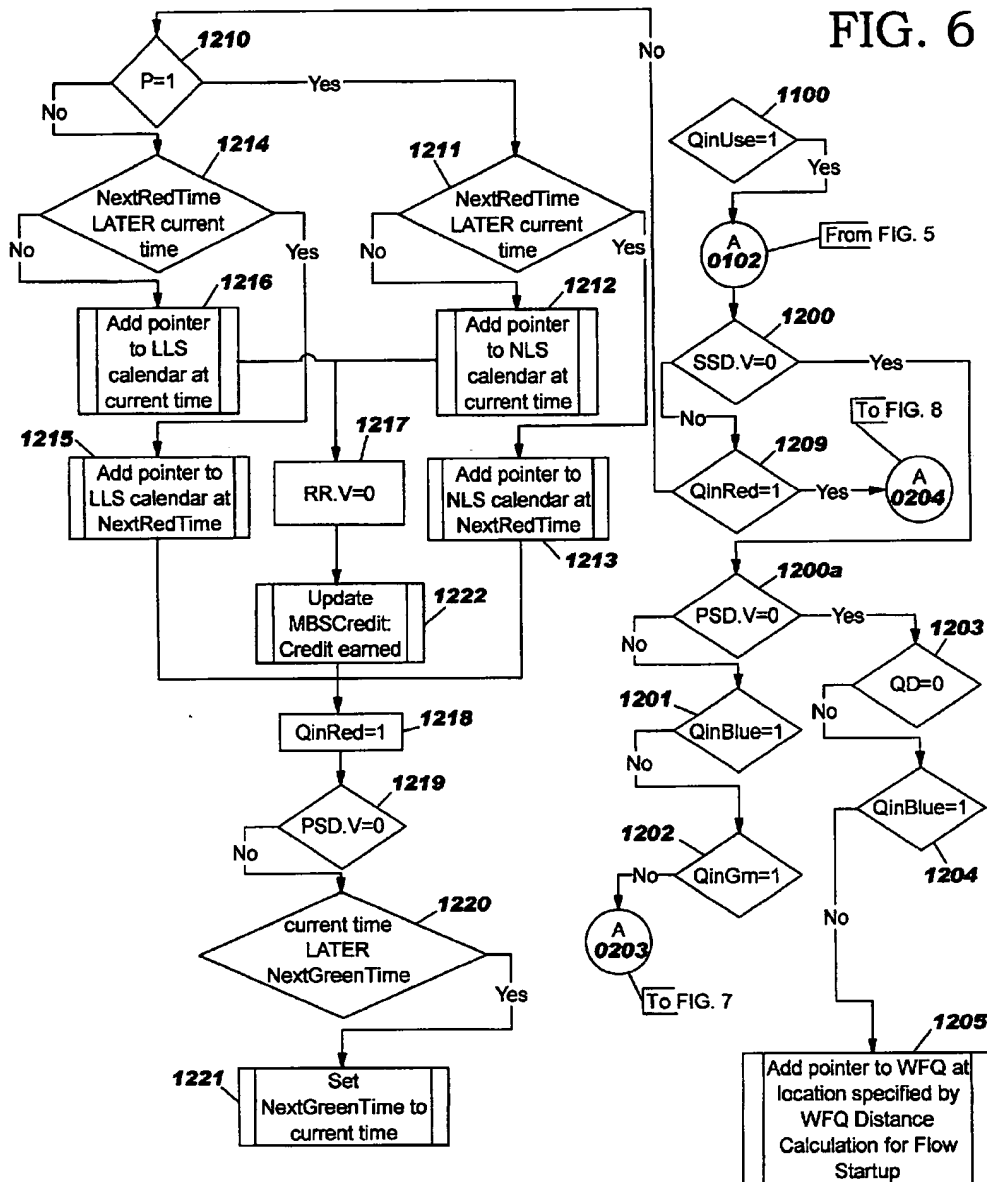 FIG. 6
1210
P=1
No
Yes
No
1214
NextRedTime
LATER current
time
No
Yes
1211
NextRedTime
LATER current
time
No
Yes
1216
Add pointer
to LLS
calendar at
current time
1212
Add pointer
to NLS
calendar at
current time
1215
Add pointer to
LLS calendar at
NextRedTime
1217
RR.V=0
Add pointer to
NLS calendar at
NextRedTime
1213
1222
Update
MBSCredit:
Credit earned
QinRed=1
1218
1219
PSD.V=0
No
1220
current time
LATER
NextGreenTime
Yes
1221
Set
NextGreenTime to
current time
1100
QinUse=1
Yes
A
0102
From FIG. 5
1200
SSD.V=0
Yes
No
To FIG. 8
1209
QinRed=1
Yes
A
0204
1200a
PSD.V=0
Yes
No
1203
QD=0
No
1201
QinBlue=1
No
QinBlue=1
1204
No
1202
QinGrn=1
No
A
0203
To FIG. 7
1205
Add pointer to WFQ at
location specified by
WFQ Distance
Calculation for Flow
Startup